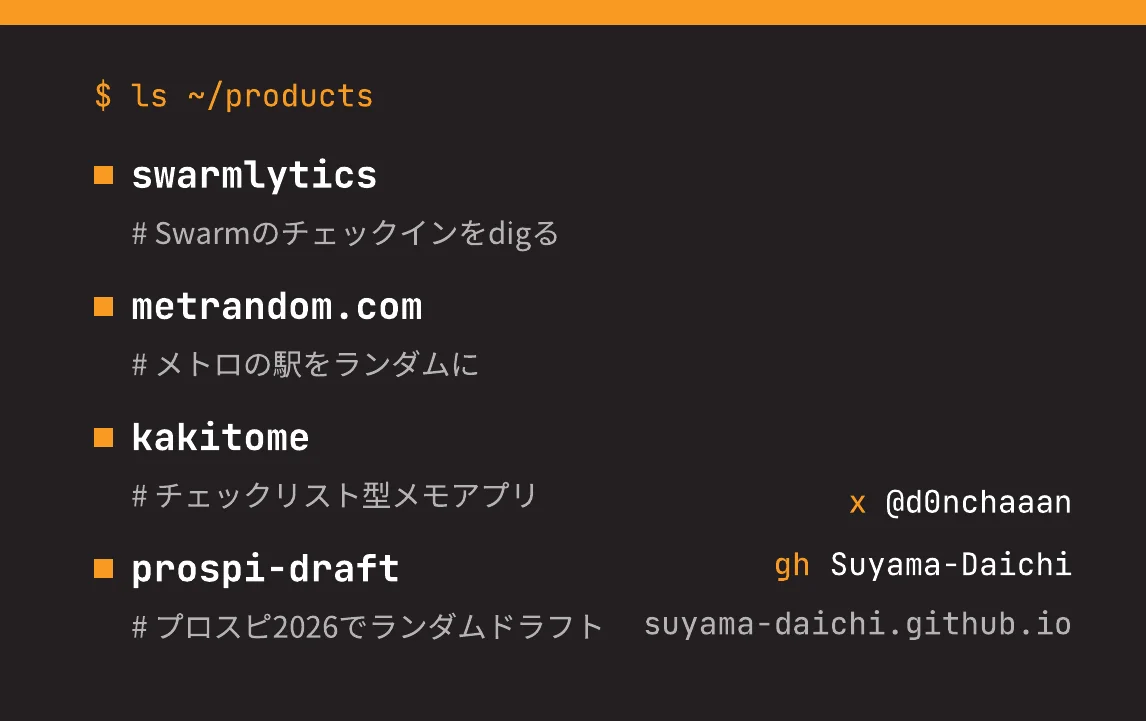 $ ls ~/products
swarmlytics
# Swarmのチェックインをdigる
metrandom.com
# メトロの駅をランダムに
kakitome
# チェックリスト型メモアプリ
prospi-draft
# プロスピ2026でランダムドラフト
x @d0nchaaan
gh Suyama-Daichi
suyama-daichi.github.io